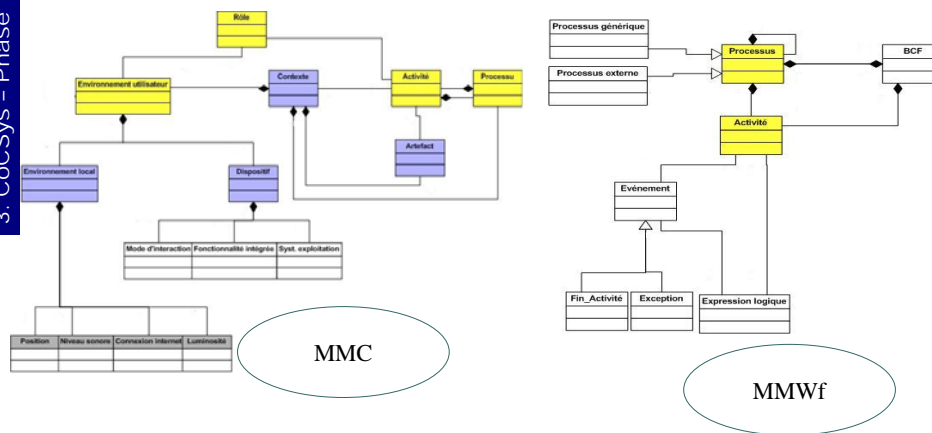 3. CoCSys – Phase
Rôle
Environnement utilisateur
Contexte
Activité
Processu
Artefact
Environnement local
Dispositif
Mode d'interaction
Fonctionnalité intégrée
Syst. exploitation
Position
Niveau sonore
Connexion internet
Luminosité
MMC
Processus générique
Processus externe
Processus
BCF
Activité
Evénement
Fin_Activité
Exception
Expression logique
MMWf